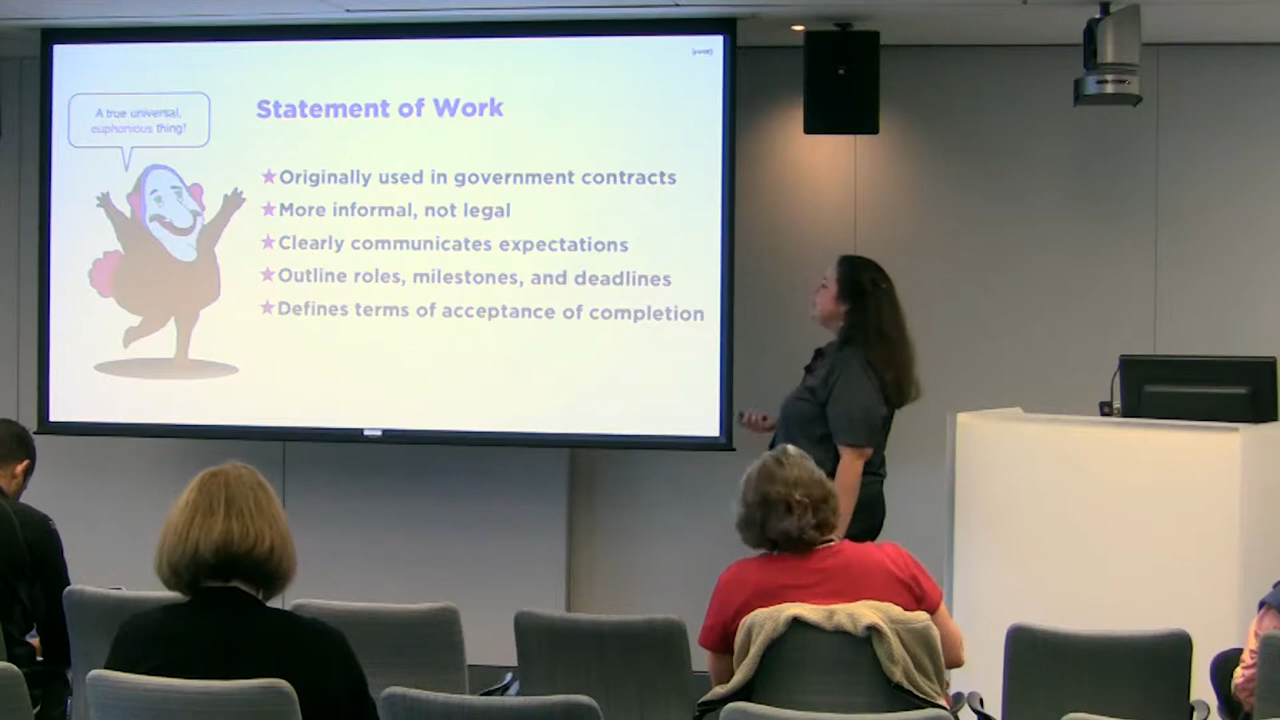 A true universal,
euphonious thing!
Statement of Work
★Originally used in government contracts
★More informal, not legal
★Clearly communicates expectations
★Outline roles, milestones, and deadlines
★Defines terms of acceptance of completion